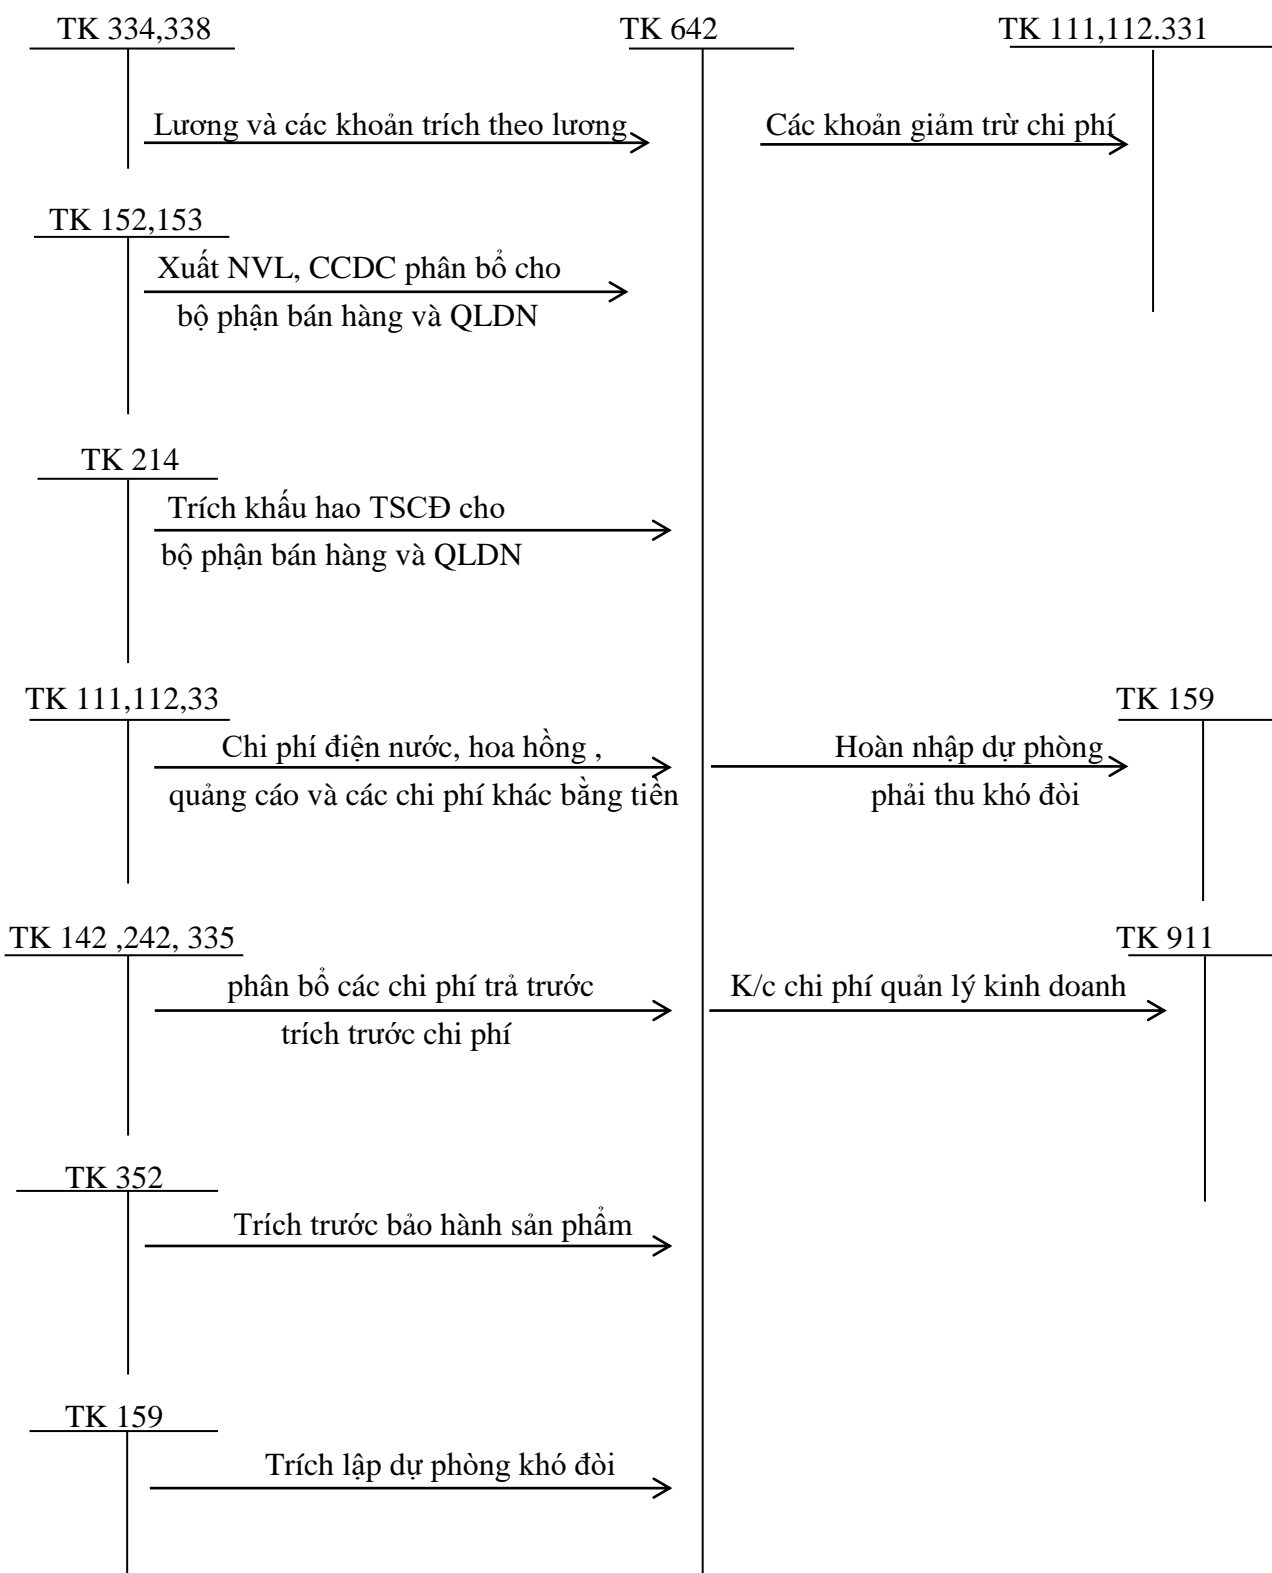 TK 334,338
TK 642
TK 111,112.331
Lương và các khoản trích theo lương
Các khoản giảm trừ chi phí
TK 152,153
Xuất NVL, CCDC phân bổ cho
bộ phận bán hàng và QLDN
TK 214
Trích khấu hao TSCĐ cho
bộ phận bán hàng và QLDN
TK 111,112,33
TK 159
Chi phí điện nước, hoa hồng ,
quảng cáo và các chi phí khác bằng tiền
Hoàn nhập dự phòng
phải thu khó đòi
TK 142 ,242, 335
TK 911
phân bổ các chi phí trả trước
trích trước chi phí
K/c chi phí quản lý kinh doanh
TK 352
Trích trước bảo hành sản phẩm
TK 159
Trích lập dự phòng khó đòi